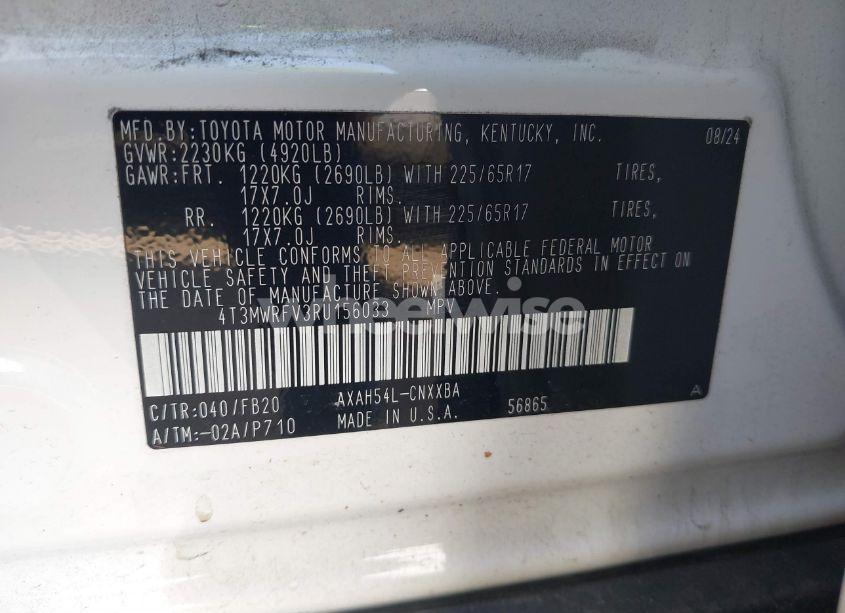 MFD.BY:TOYOTA MOTOR MANUFACTURING, KENTUCKY, INC. 08/24
GVWR:2230KG (4920LB)
GAWR:FRT. 1220KG (2690LB) WITH 225/65R17 TIRES,
17X7.0J RIMS.
RR. 1220KG (2690LB) WITH 225/65R17 TIRES,
17X7.0J RIMS.
THIS VEHICLE CONFORMS TO ALL APPLICABLE FEDERAL MOTOR
VEHICLE SAFETY AND THEFT PREVENTION STANDARDS IN EFFECT ON
THE DATE OF MANUFACTURE SHOWN ABOVE.
4T3MWRFV3RU156033 MPV
wheelwise
C/TR:040/FB20 AXAH54L-CNXXBA
A/TM:-02A/P710 MADE IN U.S.A. 56865 A